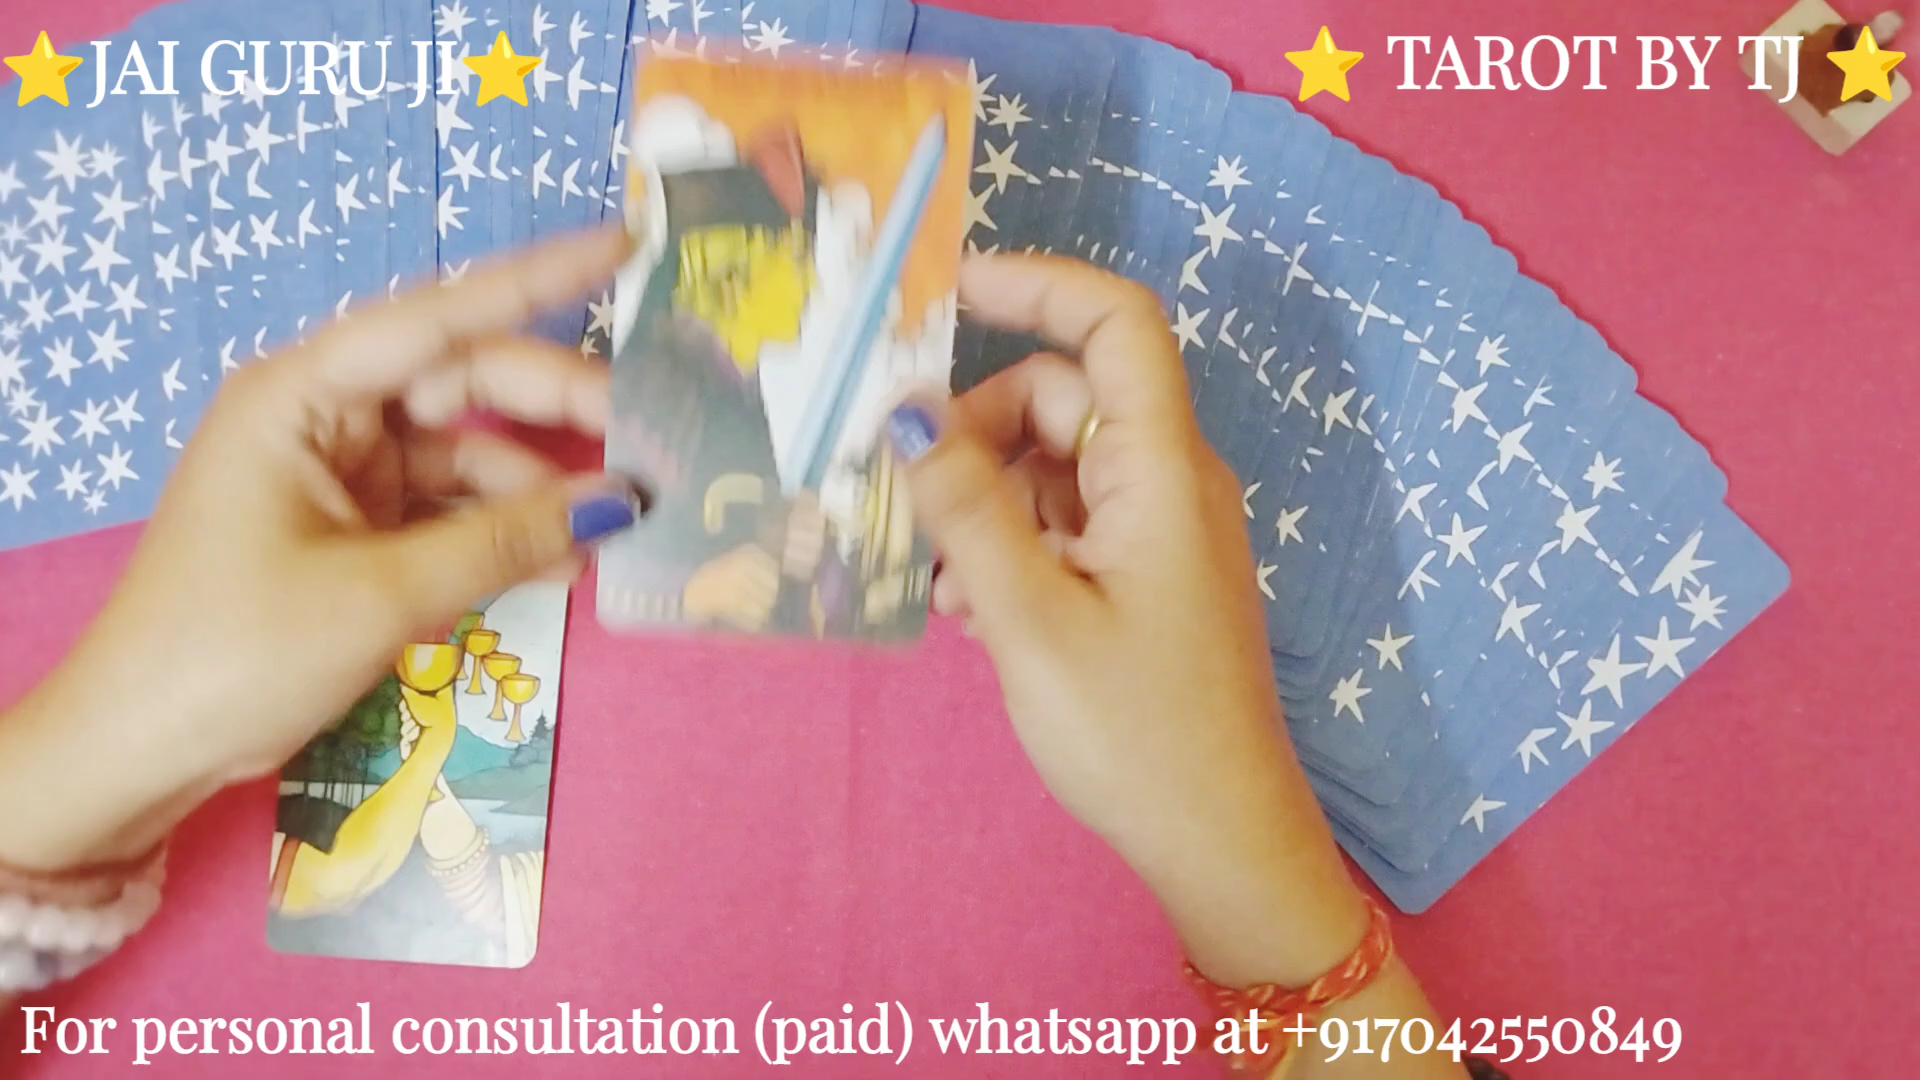 ⭐JAI GURU JI⭐
⭐ TAROT BY TJ ⭐
For personal consultation (paid) whatsapp at +917042550849